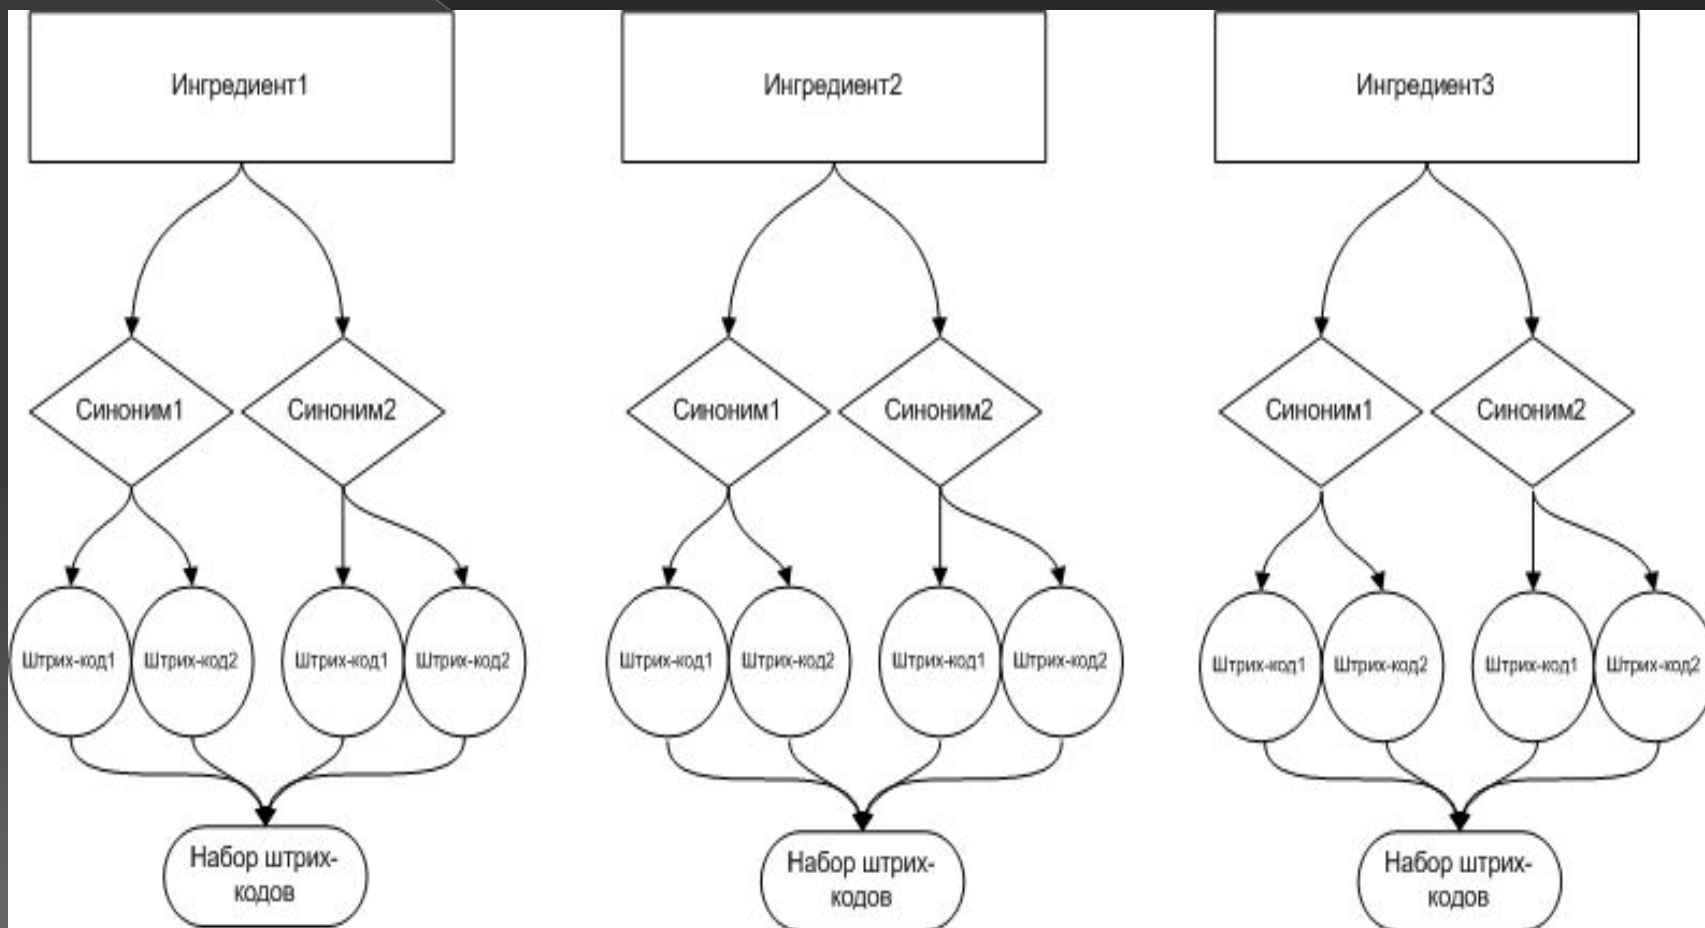 Ингредиент1
Ингредиент2
Ингредиент3
Синоним1
Синоним2
Синоним1
Синоним2
Синоним1
Синоним2
Штрих-код1
Штрих-код2
Штрих-код1
Штрих-код2
Штрих-код1
Штрих-код2
Штрих-код1
Штрих-код2
Штрих-код1
Штрих-код2
Штрих-код1
Штрих-код2
Набор штрих-
кодов
Набор штрих-
кодов
Набор штрих-
кодов